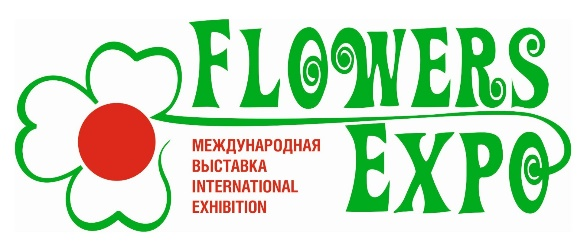 FLOWERS
EXPO
МЕЖДУНАРОДНАЯ
ВЫСТАВКА
INTERNATIONAL
EXHIBITION